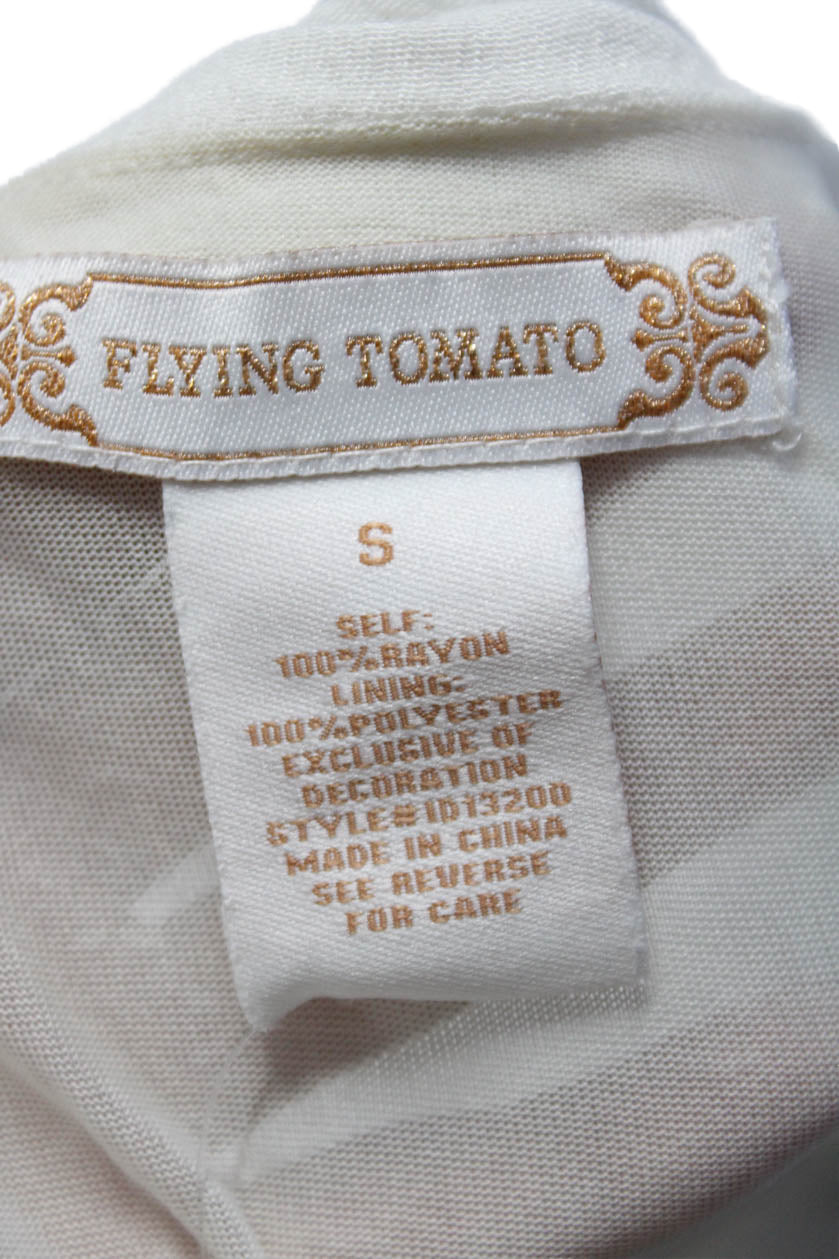 FLYING TOMATO
S
SELF:
100%RAYON
LINING:
100%POLYESTER
EXCLUSIVE OF
DECORATION
STYLE#ID13200
MADE IN CHINA
SEE REVERSE
FOR CARE